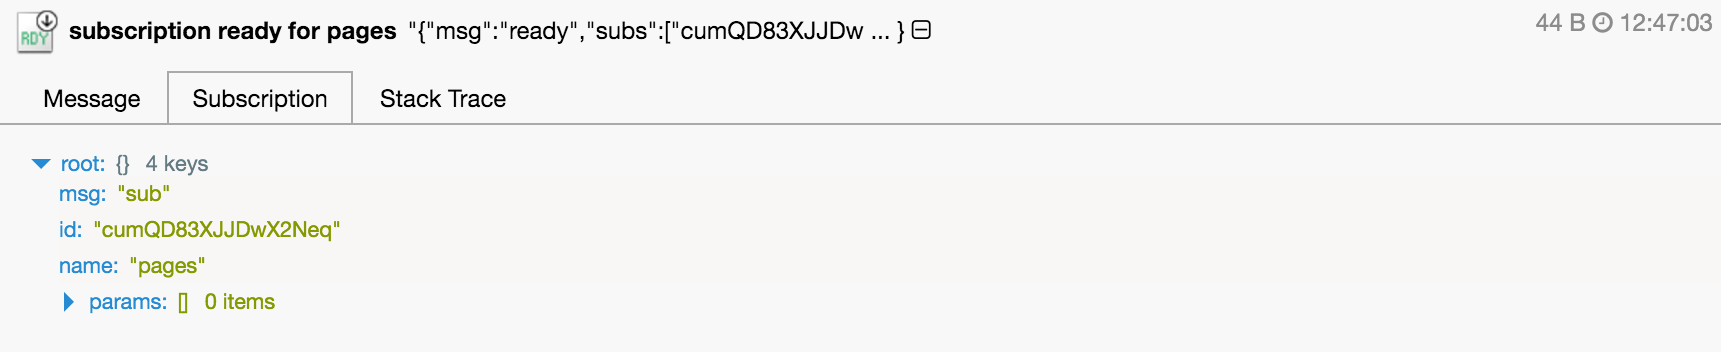 RDY subscription ready for pages "{"msg":"ready","subs":["cumQD83XJJDw ... } 44 B 12:47:03
Message Subscription Stack Trace
root: {} 4 keys
msg: "sub"
id: "cumQD83XJJDwX2Neq"
name: "pages"
params: [] 0 items